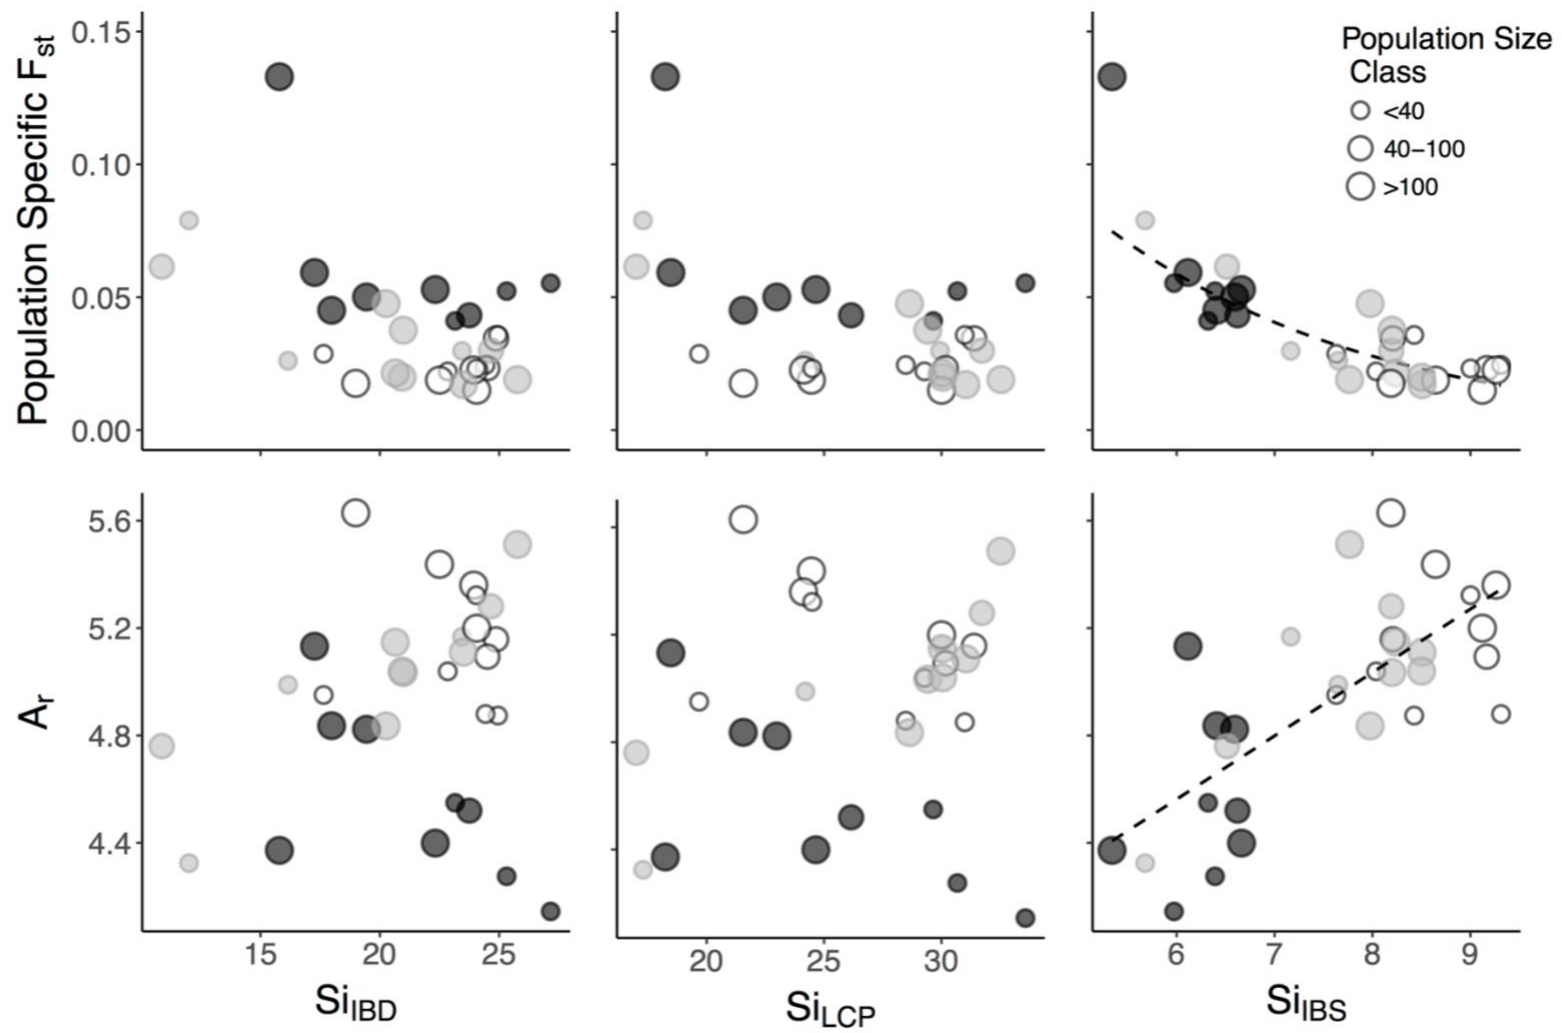 Population Specific Fst
0.15
0.10
0.05
0.00
Population Size
Class
<40
40–100
>100
Ar
5.6
5.2
4.8
4.4
15 20 25
20 25 30
6 7 8 9
SiIBD
SiLCP
SiIBS